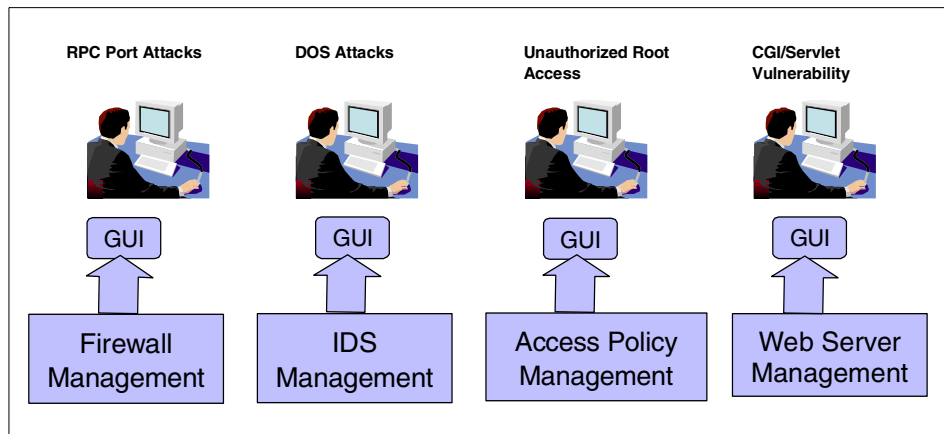 RPC Port Attacks
DOS Attacks
Unauthorized Root
Access
CGI/Servlet
Vulnerability
GUI
GUI
GUI
GUI
Firewall
Management
IDS
Management
Access Policy
Management
Web Server
Management